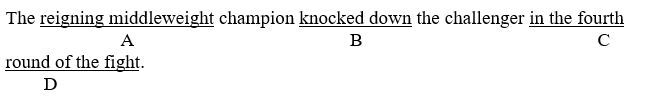 The reigning middleweight champion knocked down the challenger in the fourth
A B C
round of the fight.
D